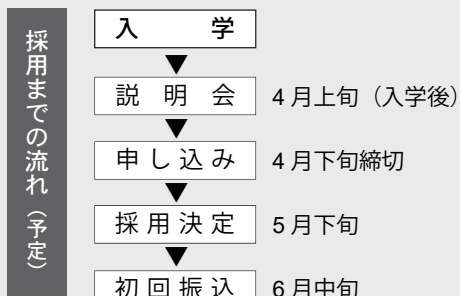 採用までの流れ（予定）
入学
説明会 4月上旬（入学後）
申し込み 4月下旬締切
採用決定 5月下旬
初回振込 6月中旬